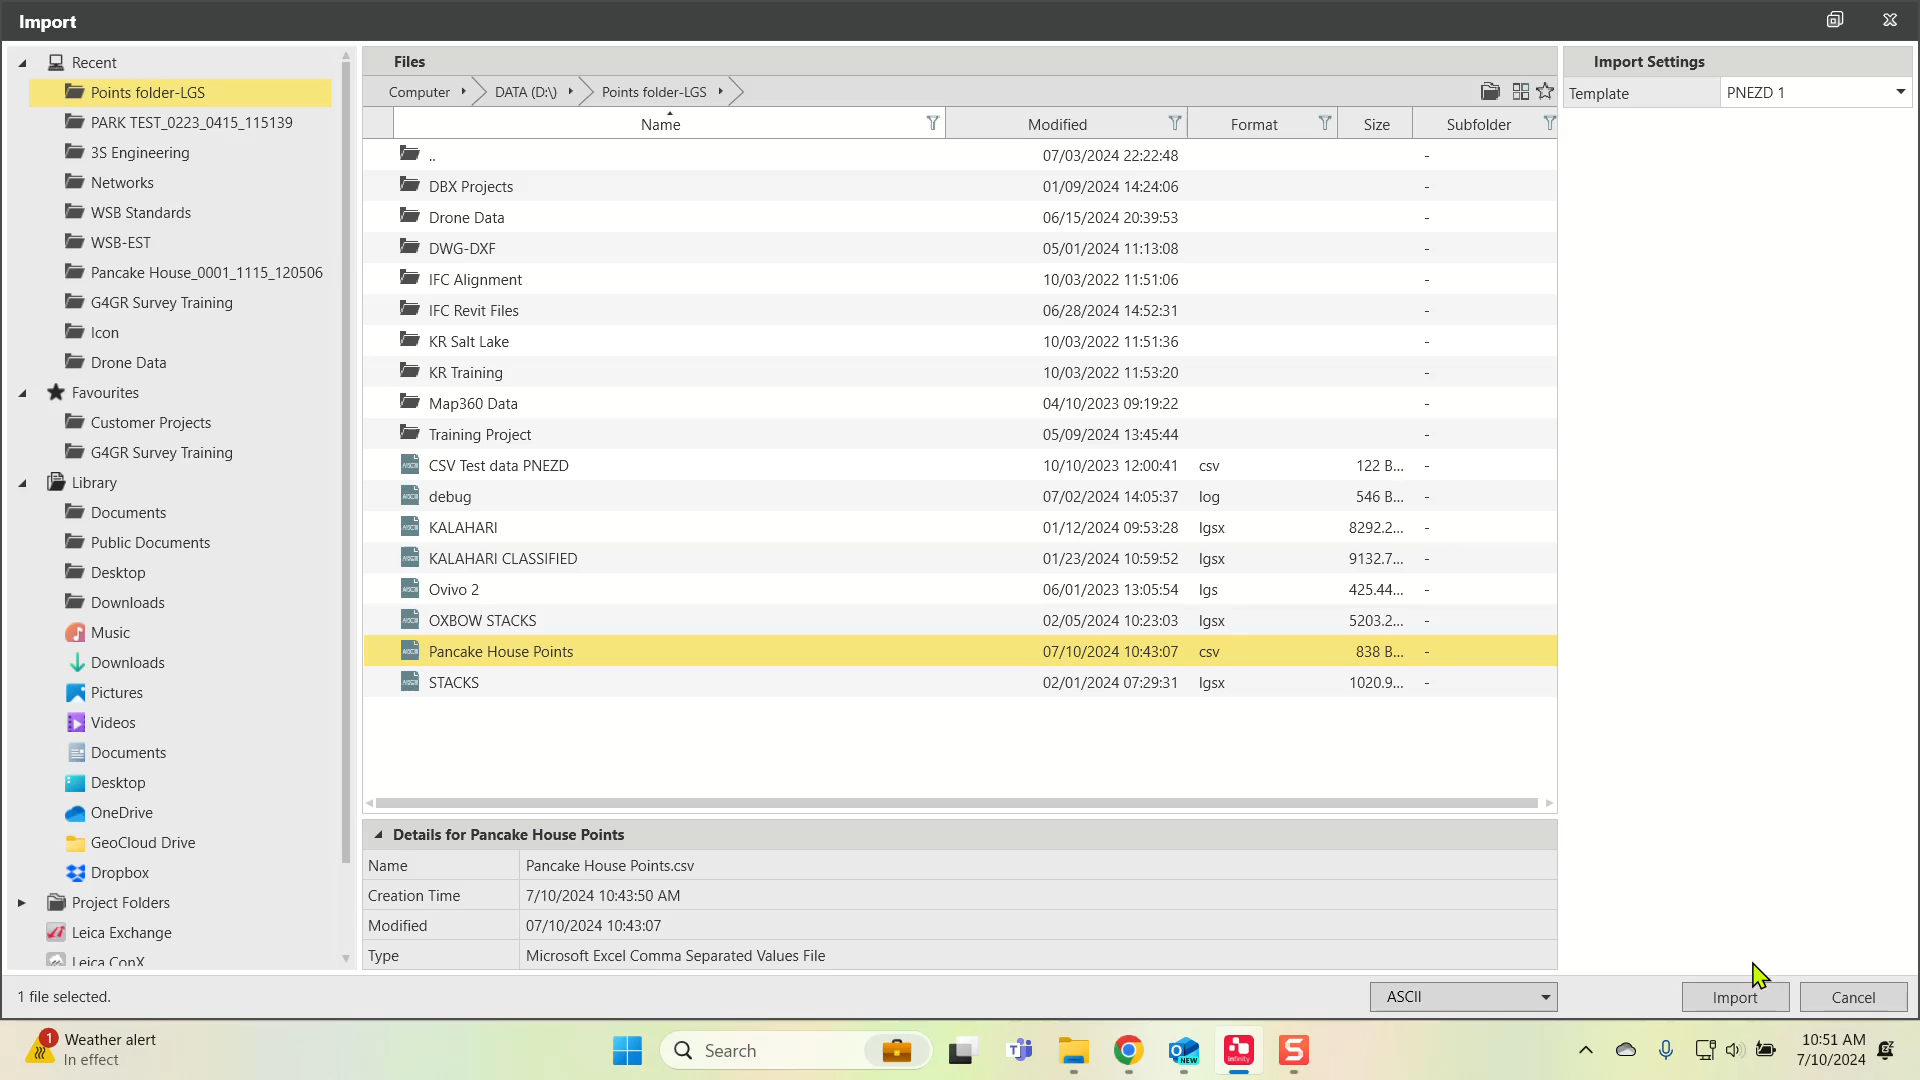 Import
Recent
Points folder-LGS
PARK TEST_0223_0415_115139
3S Engineering
Networks
WSB Standards
WSB-EST
Pancake House_0001_1115_120506
G4GR Survey Training
Icon
Drone Data
Favourites
Customer Projects
G4GR Survey Training
Library
Documents
Public Documents
Desktop
Downloads
Music
Downloads
Pictures
Videos
Documents
Desktop
OneDrive
GeoCloud Drive
Dropbox
Project Folders
Leica Exchange
Leica ConX
Files
Computer DATA (D:\) Points folder-LGS
Name Modified Format Size Subfolder
.. 07/03/2024 22:22:48 -
DBX Projects 01/09/2024 14:24:06 -
Drone Data 06/15/2024 20:39:53 -
DWG-DXF 05/01/2024 11:13:08 -
IFC Alignment 10/03/2022 11:51:06 -
IFC Revit Files 06/28/2024 14:52:31 -
KR Salt Lake 10/03/2022 11:51:36 -
KR Training 10/03/2022 11:53:20 -
Map360 Data 04/10/2023 09:19:22 -
Training Project 05/09/2024 13:45:44 -
CSV Test data PNEZD 10/10/2023 12:00:41 csv 122 B... -
debug 07/02/2024 14:05:37 log 546 B... -
KALAHARI 01/12/2024 09:53:28 lgsx 8292.2... -
KALAHARI CLASSIFIED 01/23/2024 10:59:52 lgsx 9132.7... -
Ovivo 2 06/01/2023 13:05:54 lgs 425.44... -
OXBOW STACKS 02/05/2024 10:23:03 lgsx 5203.2... -
Pancake House Points 07/10/2024 10:43:07 csv 838 B... -
STACKS 02/01/2024 07:29:31 lgsx 1020.9... -
Details for Pancake House Points
Name Pancake House Points.csv
Creation Time 7/10/2024 10:43:50 AM
Modified 07/10/2024 10:43:07
Type Microsoft Excel Comma Separated Values File
Import Settings
Template PNEZD 1
1 file selected.
ASCII
Import
Cancel
1
Weather alert
In effect
Search
NEW
infinity
10:51 AM
7/10/2024